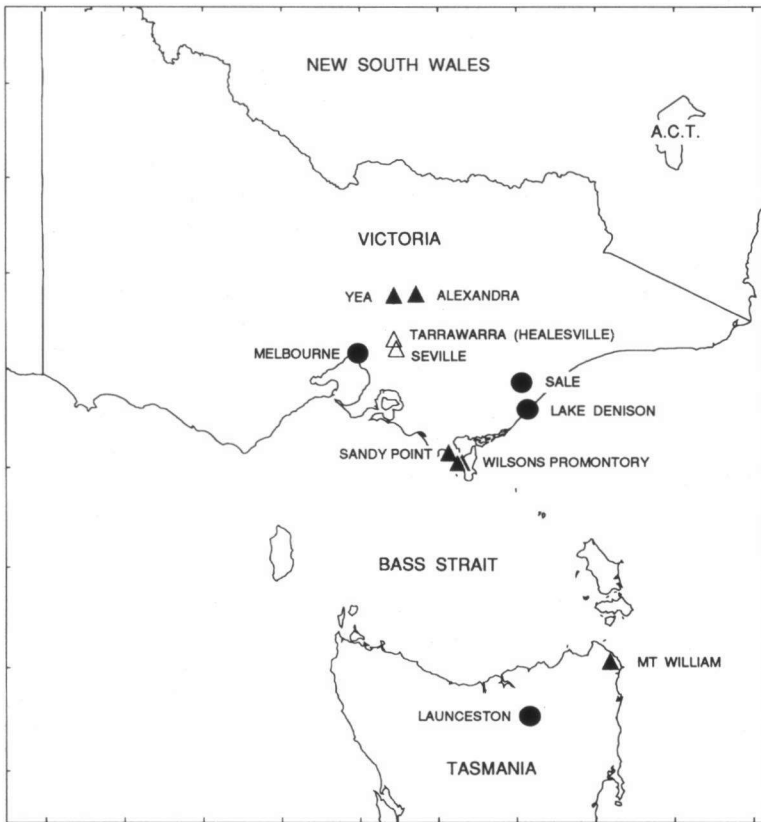 NEW SOUTH WALES
A.C.T.
VICTORIA
YEA
ALEXANDRA
TARRAWARRA (HEALESVILLE)
MELBOURNE
SEVILLE
SALE
LAKE DENISON
SANDY POINT
WILSONS PROMONTORY
BASS STRAIT
MT WILLIAM
LAUNCESTON
TASMANIA